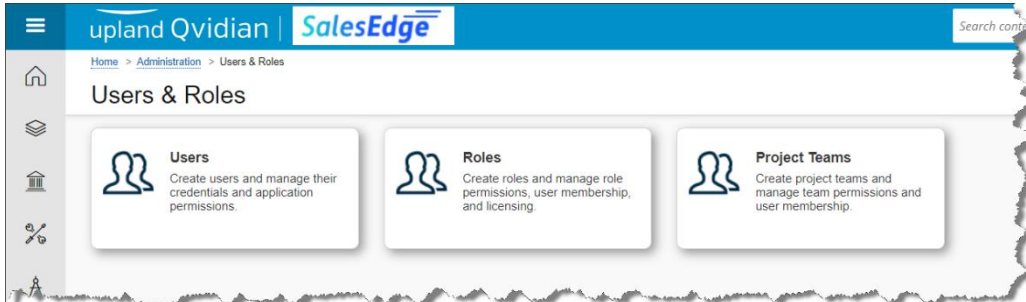 upland Qvidian | SalesEdge
Search conte
Home > Administration > Users & Roles
Users & Roles
Users
Create users and manage their
credentials and application
permissions.
Roles
Create roles and manage role
permissions, user membership,
and licensing.
Project Teams
Create project teams and
manage team permissions and
user membership.